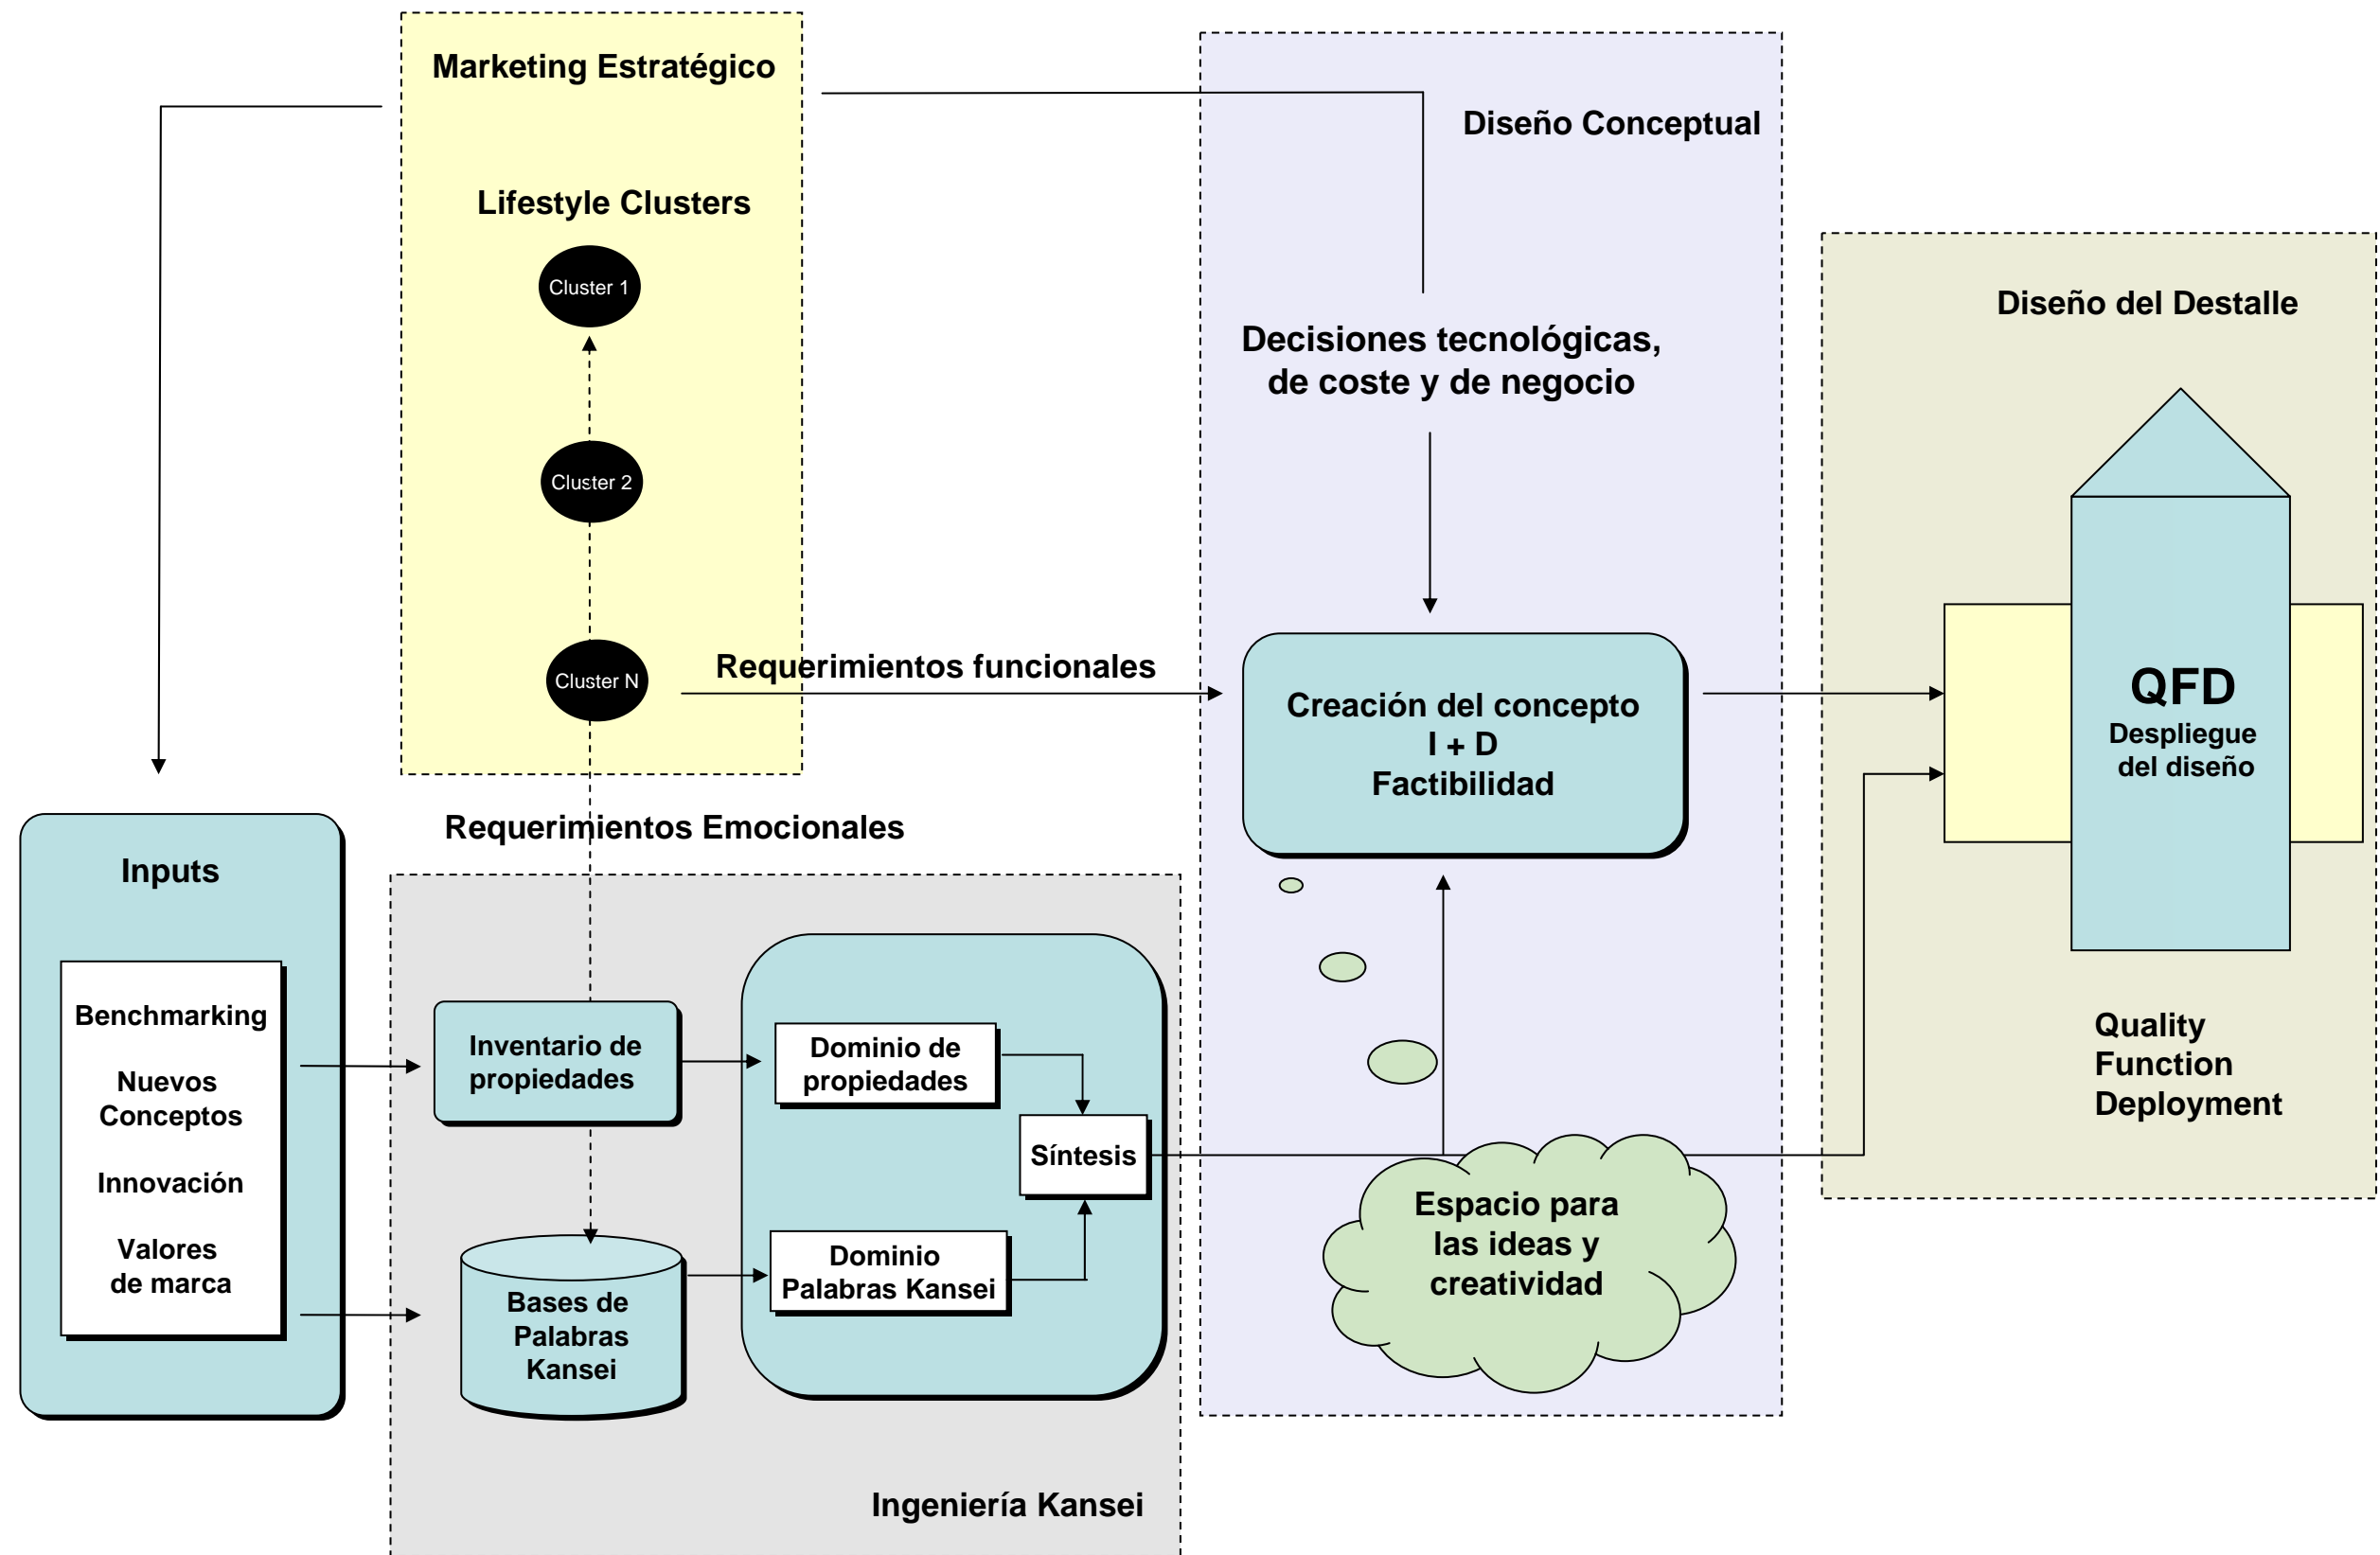 Marketing Estratégico
Lifestyle Clusters
Cluster 1
Cluster 2
Cluster N
Requerimientos funcionales
Requerimientos Emocionales
Inputs
Benchmarking
Nuevos
Conceptos
Innovación
Valores
de marca
Inventario de
propiedades
Bases de
Palabras
Kansei
Dominio de
propiedades
Síntesis
Dominio
Palabras Kansei
Ingeniería Kansei
Diseño Conceptual
Decisiones tecnológicas,
de coste y de negocio
Creación del concepto
I + D
Factibilidad
Espacio para
las ideas y
creatividad
Diseño del Destalle
QFD
Despliegue
del diseño
Quality
Function
Deployment